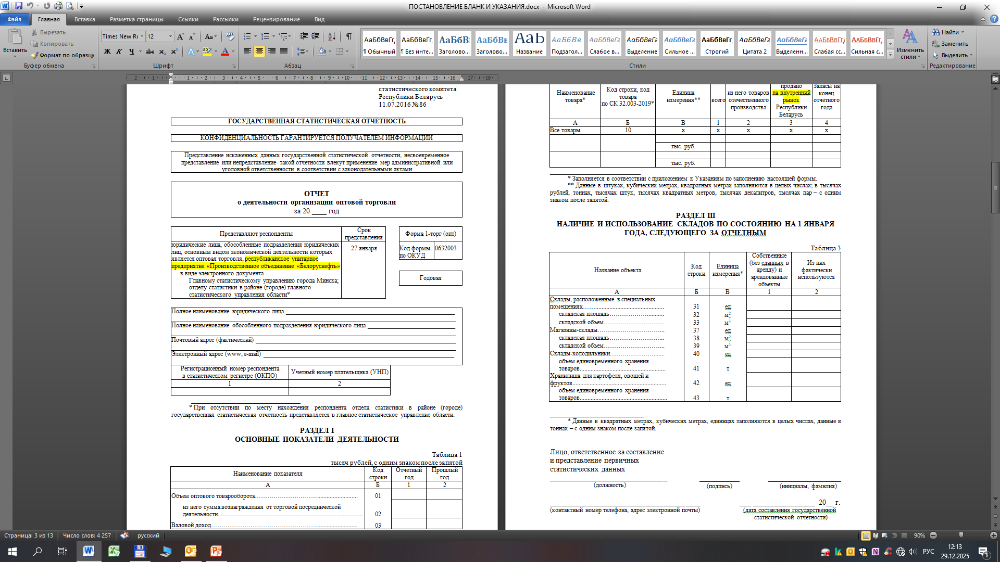 ПОСТАНОВЛЕНИЕ БЛАНК И УКАЗАНИЯ.docx - Microsoft Word
Файл
Главная
Вставка
Разметка страницы
Ссылки
Рассылки
Рецензирование
Вид
Вставить
Вырезать
Копировать
Формат по образцу
Буфер обмена
Times New Rc
12
Шрифт
Абзац
АаБбВвГг,
¶ Обычный
АаБбВвГг,
¶ Без инте...
АаБбВ:
Заголово...
АаБбВв
Заголово...
АаБ
Название
АаБбВв.
Подзагол...
АаБбВвГг
Слабое в...
АаБбВвГг
Выделение
АаБбВвГг
Сильное ...
АаБбВвГг,
Строгий
АаБбВвГг
Цитата 2
АаБбВвГг
Выделенн...
ААББВВГГ,
Слабая сс...
ААББВВГГ,
Сильная с...
Стили
Изменить
стили
Найти
Заменить
Выделить
Редактирование
статистического комитета
Республики Беларусь
11.07.2016 № 86
ГОСУДАРСТВЕННАЯ СТАТИСТИЧЕСКАЯ ОТЧЕТНОСТЬ
КОНФИДЕНЦИАЛЬНОСТЬ ГАРАНТИРУЕТСЯ ПОЛУЧАТЕЛЕМ ИНФОРМАЦИИ
Представление искаженных данных государственной статистической отчетности, несвоевременное
представление или непредставление такой отчетности влекут применение мер административной или
уголовной ответственности в соответствии с законодательными актами
ОТЧЕТ
о деятельности организации оптовой торговли
за 20 ____ год
Представляют респонденты
Срок
представления
юридические лица, обособленные подразделения юридических
лиц, основным видом экономической деятельности которых
является оптовая торговля, республиканское унитарное
предприятие «Производственное объединение «Белоруснефть»
в виде электронного документа
Главному статистическому управлению города Минска;
отделу статистики в районе (городе) главного
статистического управления области*
27 января
Форма 1-торг (опт)
Код формы
по ОКУД
0632003
Годовая
Полное наименование юридического лица
Полное наименование обособленного подразделения юридического лица
Почтовый адрес (фактический)
Электронный адрес (www, e-mail)
Регистрационный номер респондента
в статистическом регистре (ОКПО)
Учетный номер плательщика (УНП)
1
2
* При отсутствии по месту нахождения респондента отдела статистики в районе (городе)
государственная статистическая отчетность представляется в главное статистическое управление области.
РАЗДЕЛ I
ОСНОВНЫЕ ПОКАЗАТЕЛИ ДЕЯТЕЛЬНОСТИ
Таблица 1
тысяч рублей, с одним знаком после запятой
Наименование показателя
Код
строки
Отчетный
год
Прошлый
год
А
Б
1
2
Объем оптового товарооборота
01
из него сумма вознаграждения от торговой посреднической
деятельности
02
Валовой доход
03
Наименование
товара*
Код строки, код
товара
по СК 32.003-2019*
Единица
измерения**
всего
из него товаров
отечественного
производства
продано
на внутренний
рынок
Республики
Беларусь
Запасы на
конец
отчетного
года
А
Б
В
1
2
3
4
Все товары
10
х
х
х
х
х
тыс. руб.
тыс. руб.
* Заполняется в соответствии с приложением к Указаниям по заполнению настоящей формы.
** Данные в штуках, кубических метрах, квадратных метрах заполняются в целых числах; в тысячах
рублей, тоннах, тысячах штук, тысячах квадратных метров, тысячах декалитров, тысячах пар – с одним
знаком после запятой.
РАЗДЕЛ III
НАЛИЧИЕ И ИСПОЛЬЗОВАНИЕ СКЛАДОВ ПО СОСТОЯНИЮ НА 1 ЯНВАРЯ
ГОДА, СЛЕДУЮЩЕГО ЗА ОТЧЕТНЫМ
Таблица 3
Название объекта
Код
строки
Единица
измерения*
Собственные
(без сданных в
аренду) и
арендованные
объекты
Из них
фактически
используются
А
Б
В
1
2
Склады, расположенные в специальных
помещениях
31
ед
складская площадь
32
м²
складской объем
33
м³
Магазины-склады
37
ед
складская площадь
38
м²
складской объем
39
м³
Склады-холодильники
40
ед
объем единовременного хранения
товаров
41
т
Хранилища для картофеля, овощей и
фруктов
42
ед
объем единовременного хранения
товаров
43
т
* Данные в квадратных метрах, кубических метрах, единицах заполняются в целых числах, данные в
тоннах – с одним знаком после запятой.
Лицо, ответственное за составление
и представление первичных
статистических данных
(должность)
(подпись)
(инициалы, фамилия)
___ ________________ 20__ г.
(контактный номер телефона, адрес электронной почты)
(дата составления государственной
статистической отчетности)
Страница: 3 из 13
Число слов: 4 257
русский
90%
РУС
12:13
29.12.2025